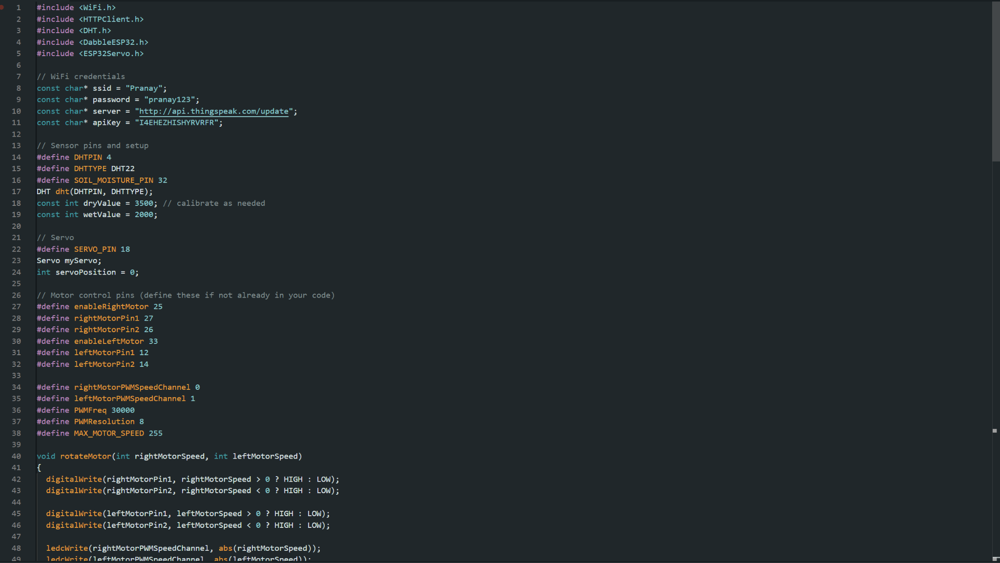 1 #include <WiFi.h>
2 #include <HTTPClient.h>
3 #include <DHT.h>
4 #include <DabbleESP32.h>
5 #include <ESP32Servo.h>
6
7 // WiFi credentials
8 const char* ssid = "Pranay";
9 const char* password = "pranay123";
10 const char* server = "http://api.thingspeak.com/update";
11 const char* apiKey = "I4EHEZHISHYRVRFR";
12
13 // Sensor pins and setup
14 #define DHTPIN 4
15 #define DHTTYPE DHT22
16 #define SOIL_MOISTURE_PIN 32
17 DHT dht(DHTPIN, DHTTYPE);
18 const int dryValue = 3500; // calibrate as needed
19 const int wetValue = 2000;
20
21 // Servo
22 #define SERVO_PIN 18
23 Servo myServo;
24 int servoPosition = 0;
25
26 // Motor control pins (define these if not already in your code)
27 #define enableRightMotor 25
28 #define rightMotorPin1 27
29 #define rightMotorPin2 26
30 #define enableLeftMotor 33
31 #define leftMotorPin1 12
32 #define leftMotorPin2 14
33
34 #define rightMotorPWMSpeedChannel 0
35 #define leftMotorPWMSpeedChannel 1
36 #define PWMFreq 30000
37 #define PWMResolution 8
38 #define MAX_MOTOR_SPEED 255
39
40 void rotateMotor(int rightMotorSpeed, int leftMotorSpeed)
41 {
42   digitalWrite(rightMotorPin1, rightMotorSpeed > 0 ? HIGH : LOW);
43   digitalWrite(rightMotorPin2, rightMotorSpeed < 0 ? HIGH : LOW);
44
45   digitalWrite(leftMotorPin1, leftMotorSpeed > 0 ? HIGH : LOW);
46   digitalWrite(leftMotorPin2, leftMotorSpeed < 0 ? HIGH : LOW);
47
48   ledcWrite(rightMotorPWMSpeedChannel, abs(rightMotorSpeed));
49   ledcWrite(leftMotorPWMSpeedChannel, abs(leftMotorSpeed));